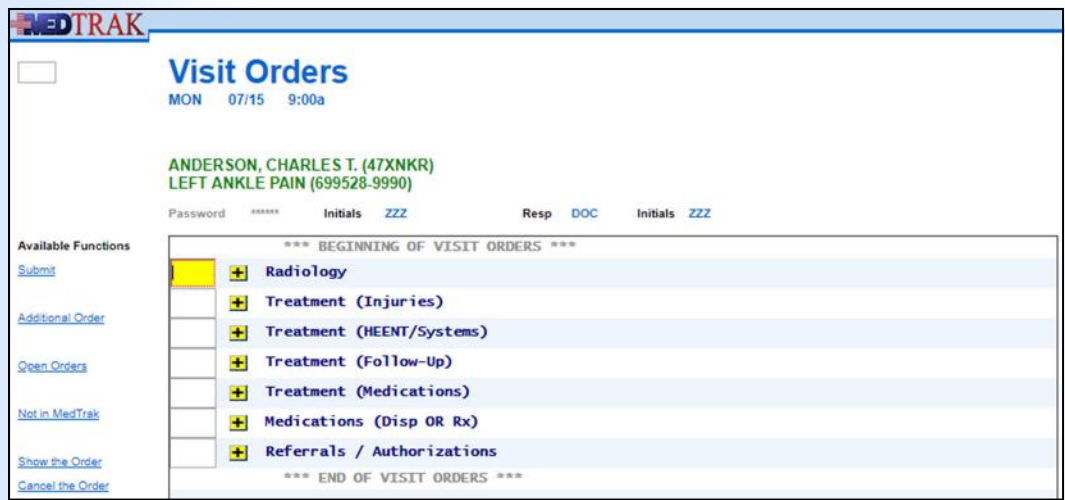 MEDTRAK
Visit Orders
MON 07/15 9:00a
ANDERSON, CHARLES T. (47XNKR)
LEFT ANKLE PAIN (699528-9990)
Password ****** Initials ZZZ Resp DOC Initials ZZZ
Available Functions
Submit
Additional Order
Open Orders
Not in MedTrak
Show the Order
Cancel the Order
*** BEGINNING OF VISIT ORDERS ***
+ Radiology
+ Treatment (Injuries)
+ Treatment (HEENT/Systems)
+ Treatment (Follow-Up)
+ Treatment (Medications)
+ Medications (Disp OR Rx)
+ Referrals / Authorizations
*** END OF VISIT ORDERS ***